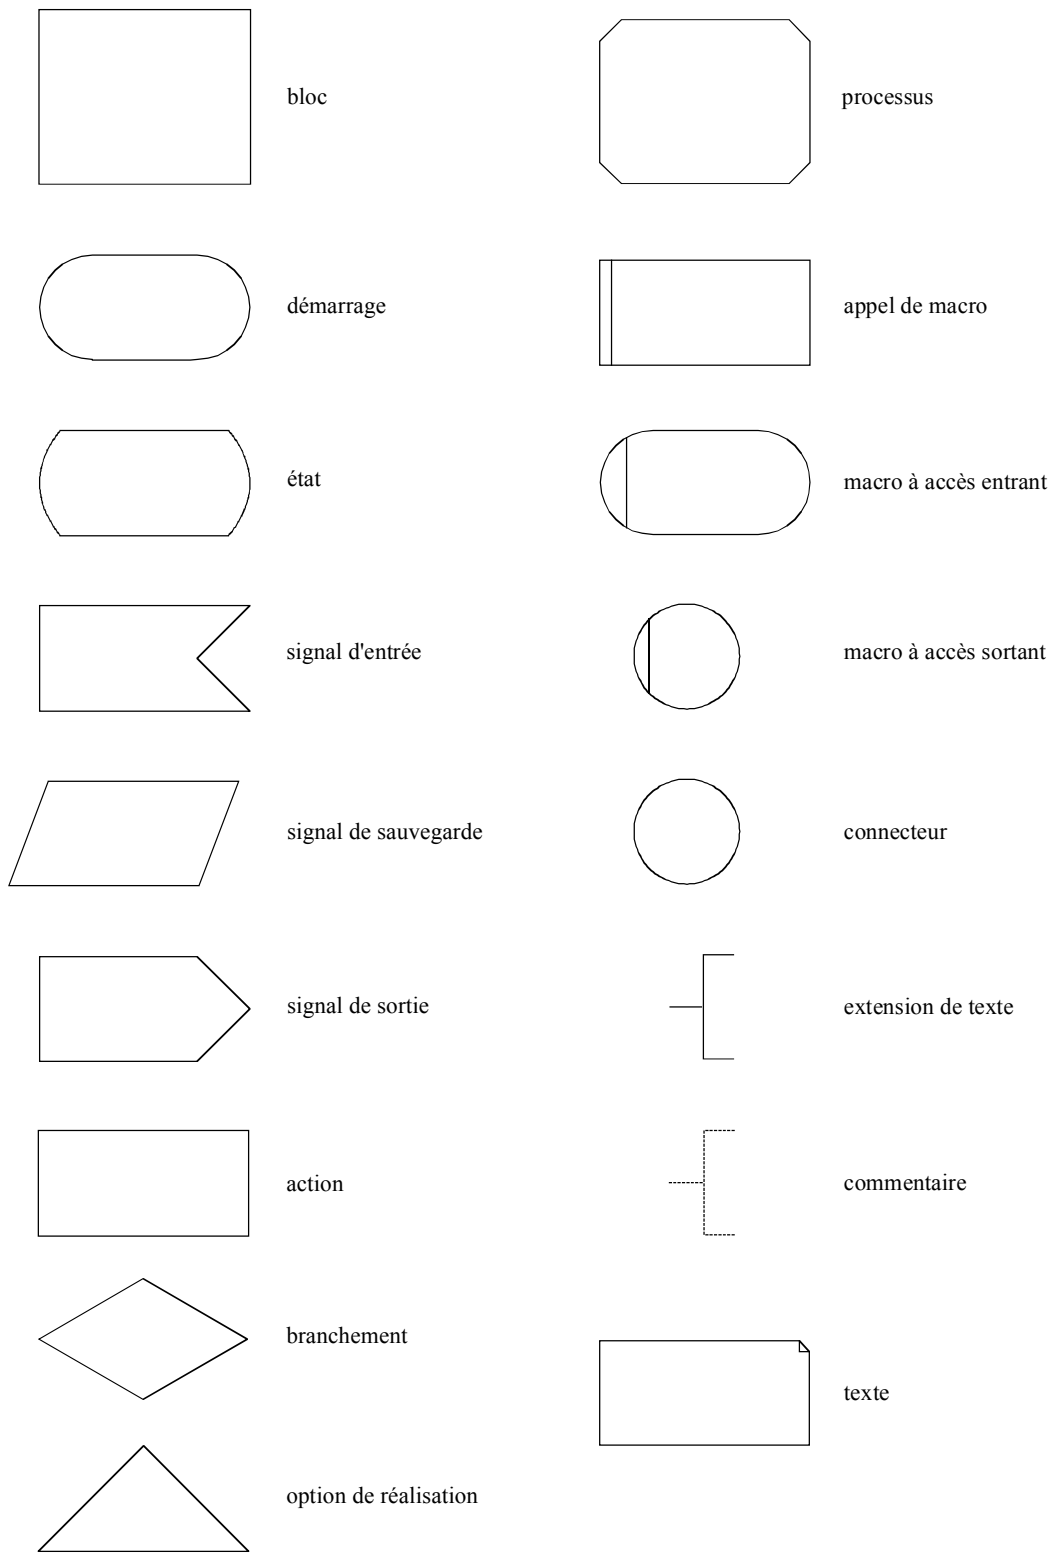 bloc
processus
démarrage
appel de macro
état
macro à accès entrant
signal d'entrée
macro à accès sortant
signal de sauvegarde
connecteur
signal de sortie
extension de texte
action
commentaire
branchement
texte
option de réalisation